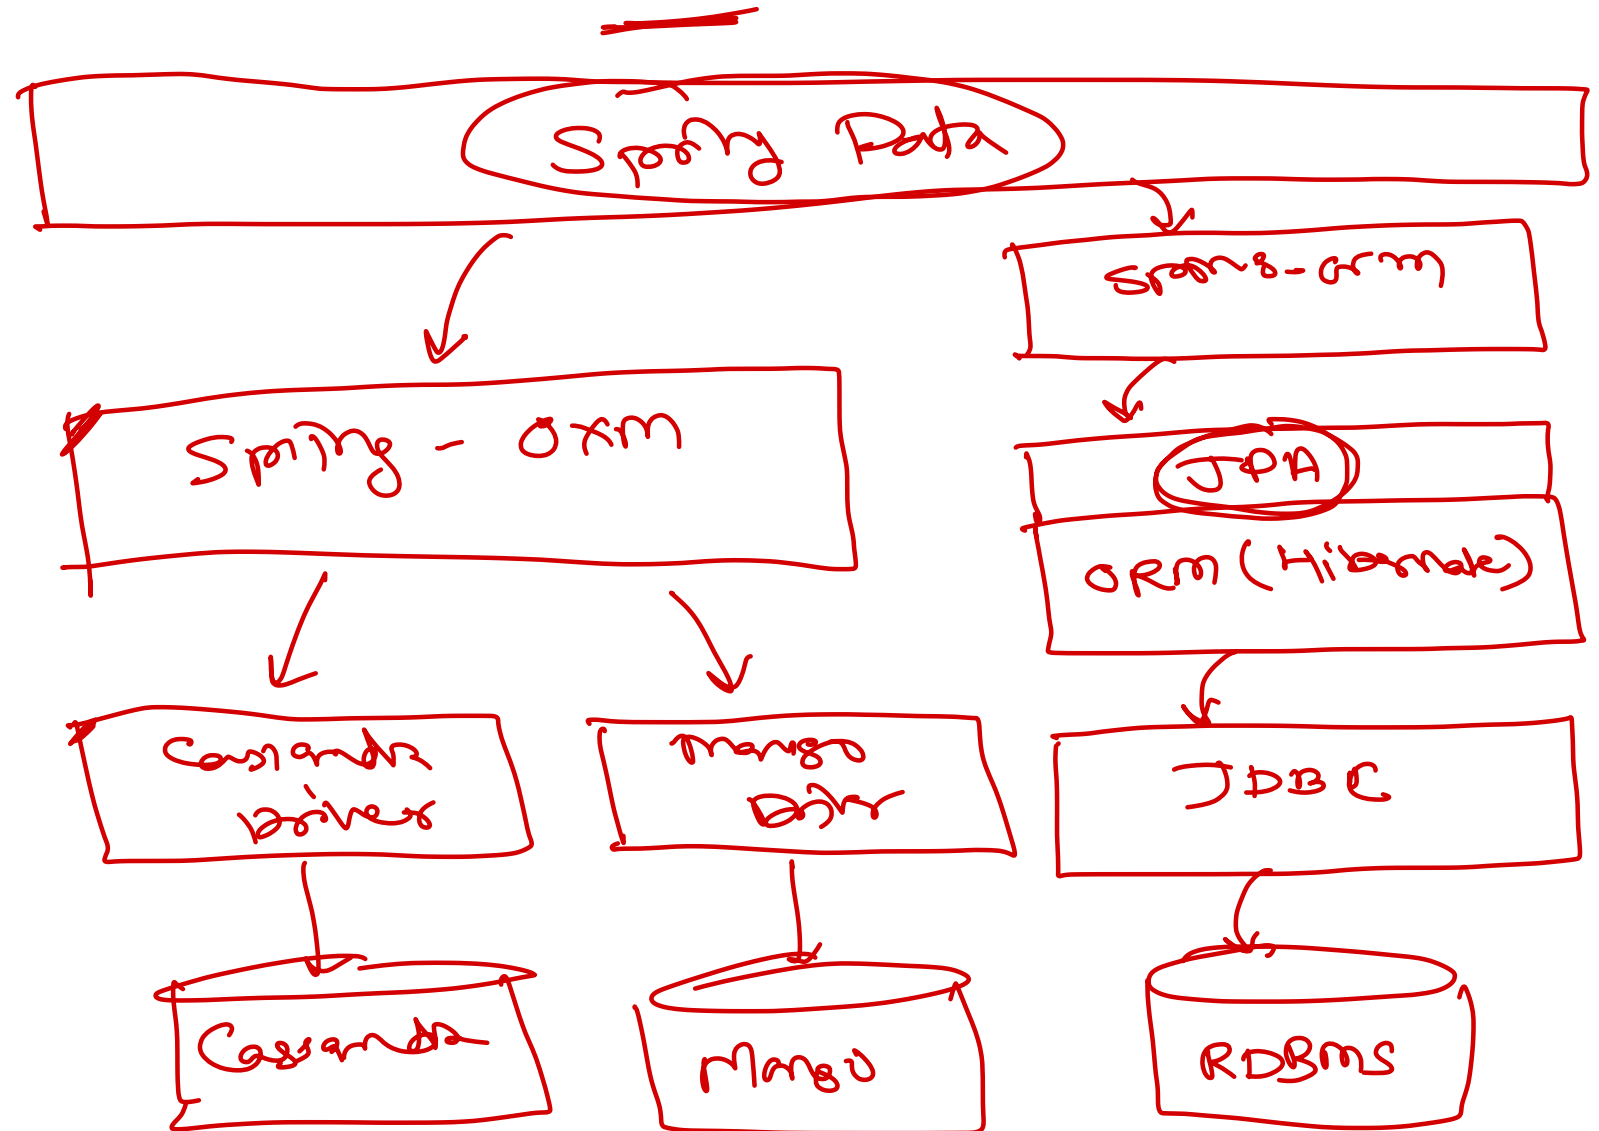 Spring Data
Spring-orm
Spring - oxm
JPA
ORM (Hibernate)
Cassandra
Driver
Mongo
Driver
JDBC
Cassandra
Mongo
RDBMS